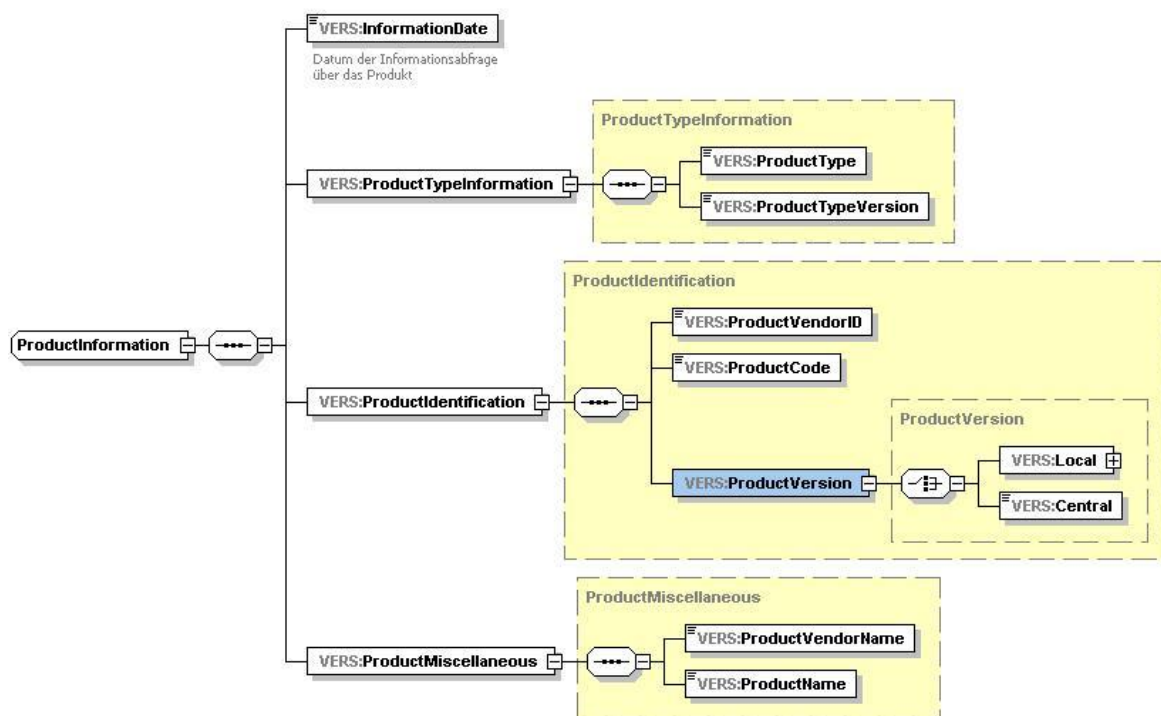 VERS:InformationDate
Datum der Informationsabfrage
über das Produkt
ProductTypeInformation
VERS:ProductType
VERS:ProductTypeInformation
VERS:ProductTypeVersion
ProductIdentification
VERS:ProductVendorID
ProductInformation
VERS:ProductCode
VERS:ProductIdentification
ProductVersion
VERS:Local
VERS:ProductVersion
VERS:Central
ProductMiscellaneous
VERS:ProductVendorName
VERS:ProductMiscellaneous
VERS:ProductName